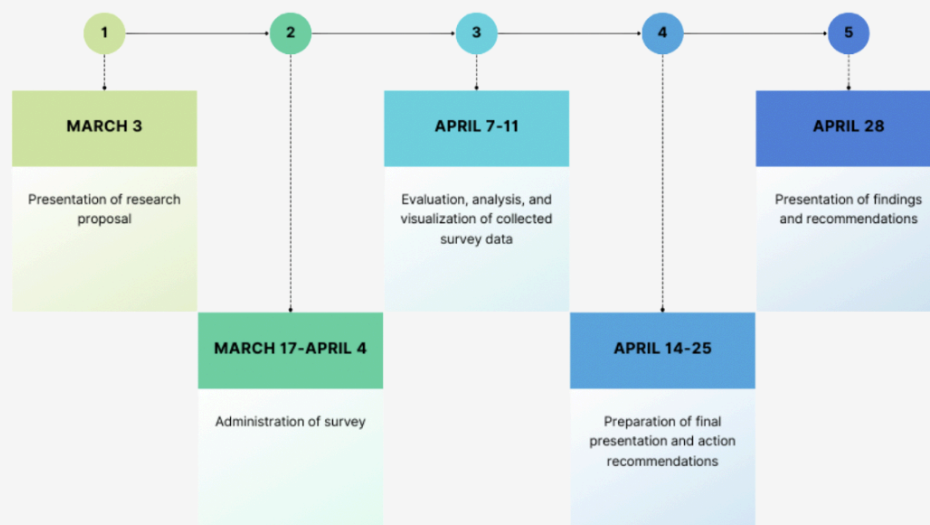 1
2
3
4
5
MARCH 3
Presentation of research
proposal
MARCH 17-APRIL 4
Administration of survey
APRIL 7-11
Evaluation, analysis, and
visualization of collected
survey data
APRIL 14-25
Preparation of final
presentation and action
recommendations
APRIL 28
Presentation of findings
and recommendations